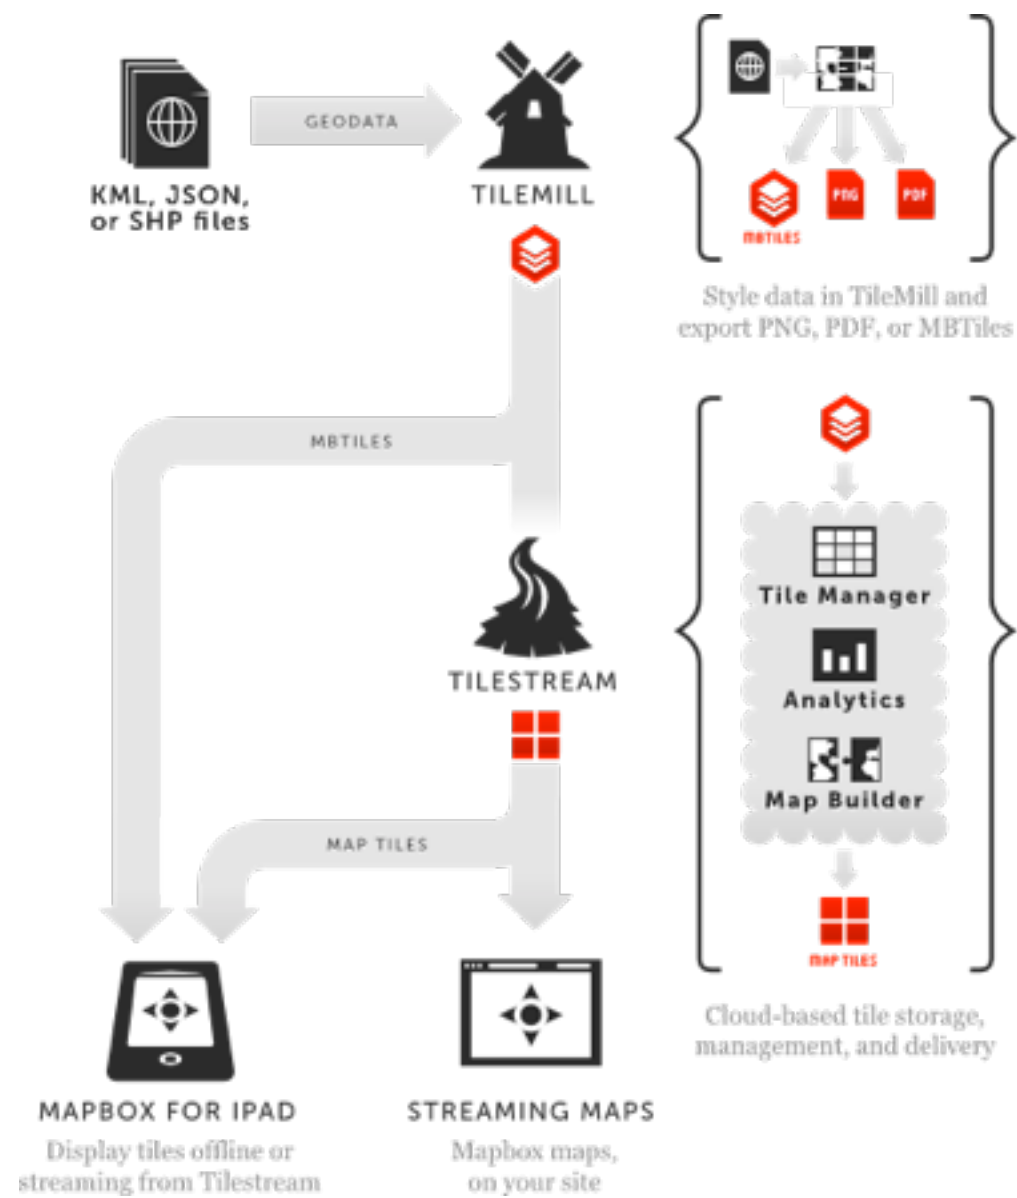 GEODATA
KML, JSON,
or SHP files
TILEMILL
PNG
PDF
MBTILES
Style data in TileMill and
export PNG, PDF, or MBTiles
MBTILES
Tile Manager
TILESTREAM
Analytics
Map Builder
MAP TILES
MAP TILES
Cloud-based tile storage,
management, and delivery
MAPBOX FOR IPAD
Display tiles offline or
streaming from Tilestream
STREAMING MAPS
Mapbox maps,
on your site